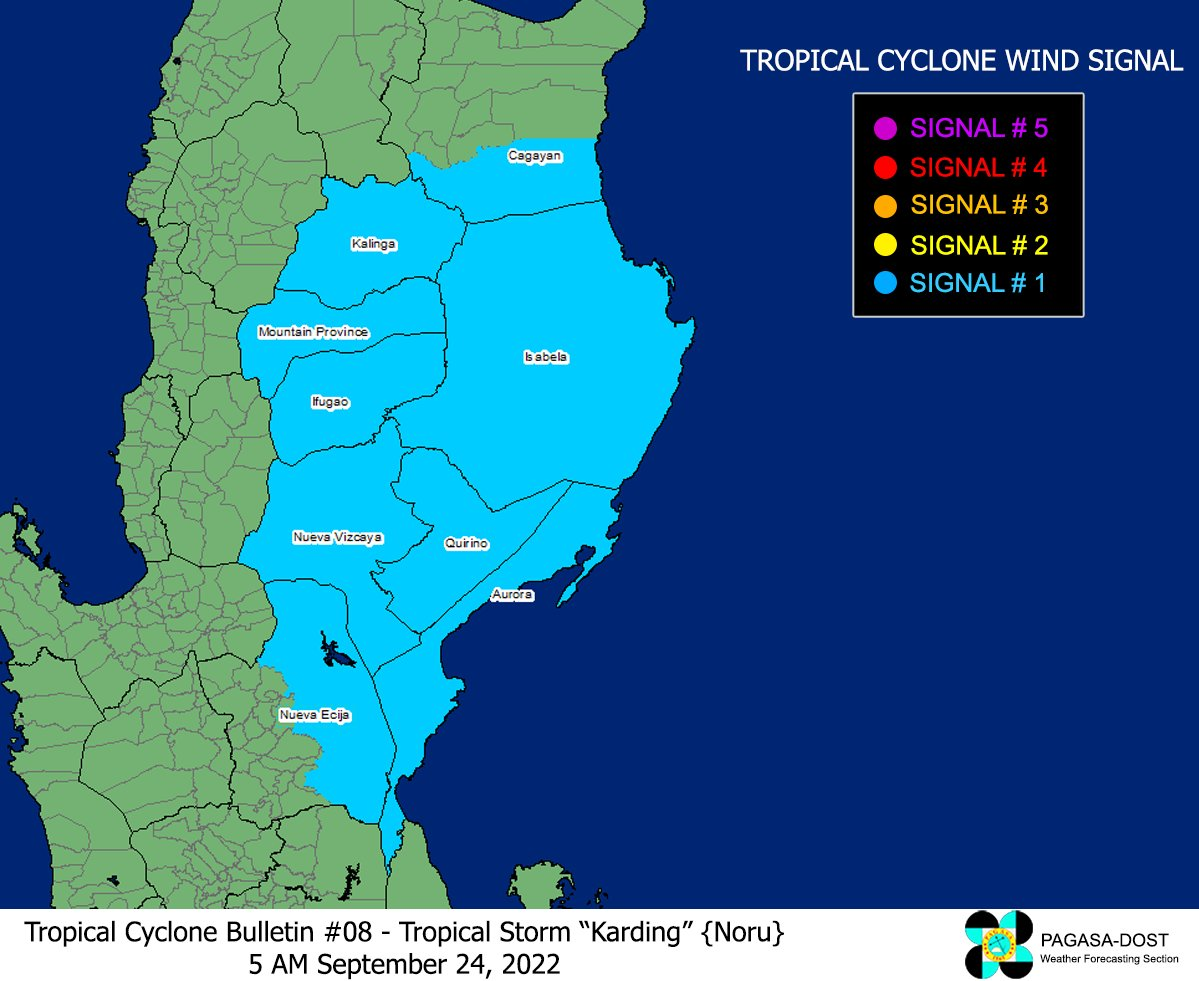 TROPICAL CYCLONE WIND SIGNAL
SIGNAL # 5
SIGNAL # 4
SIGNAL # 3
SIGNAL # 2
SIGNAL # 1
Cagayan
Kalinga
Mountain Province
Isabela
Ifugao
Nueva Vizcaya
Quirino
Aurora
Nueva Ecija
Tropical Cyclone Bulletin #08 - Tropical Storm “Karding” {Noru}
5 AM September 24, 2022
PAGASA-DOST
Weather Forecasting Section